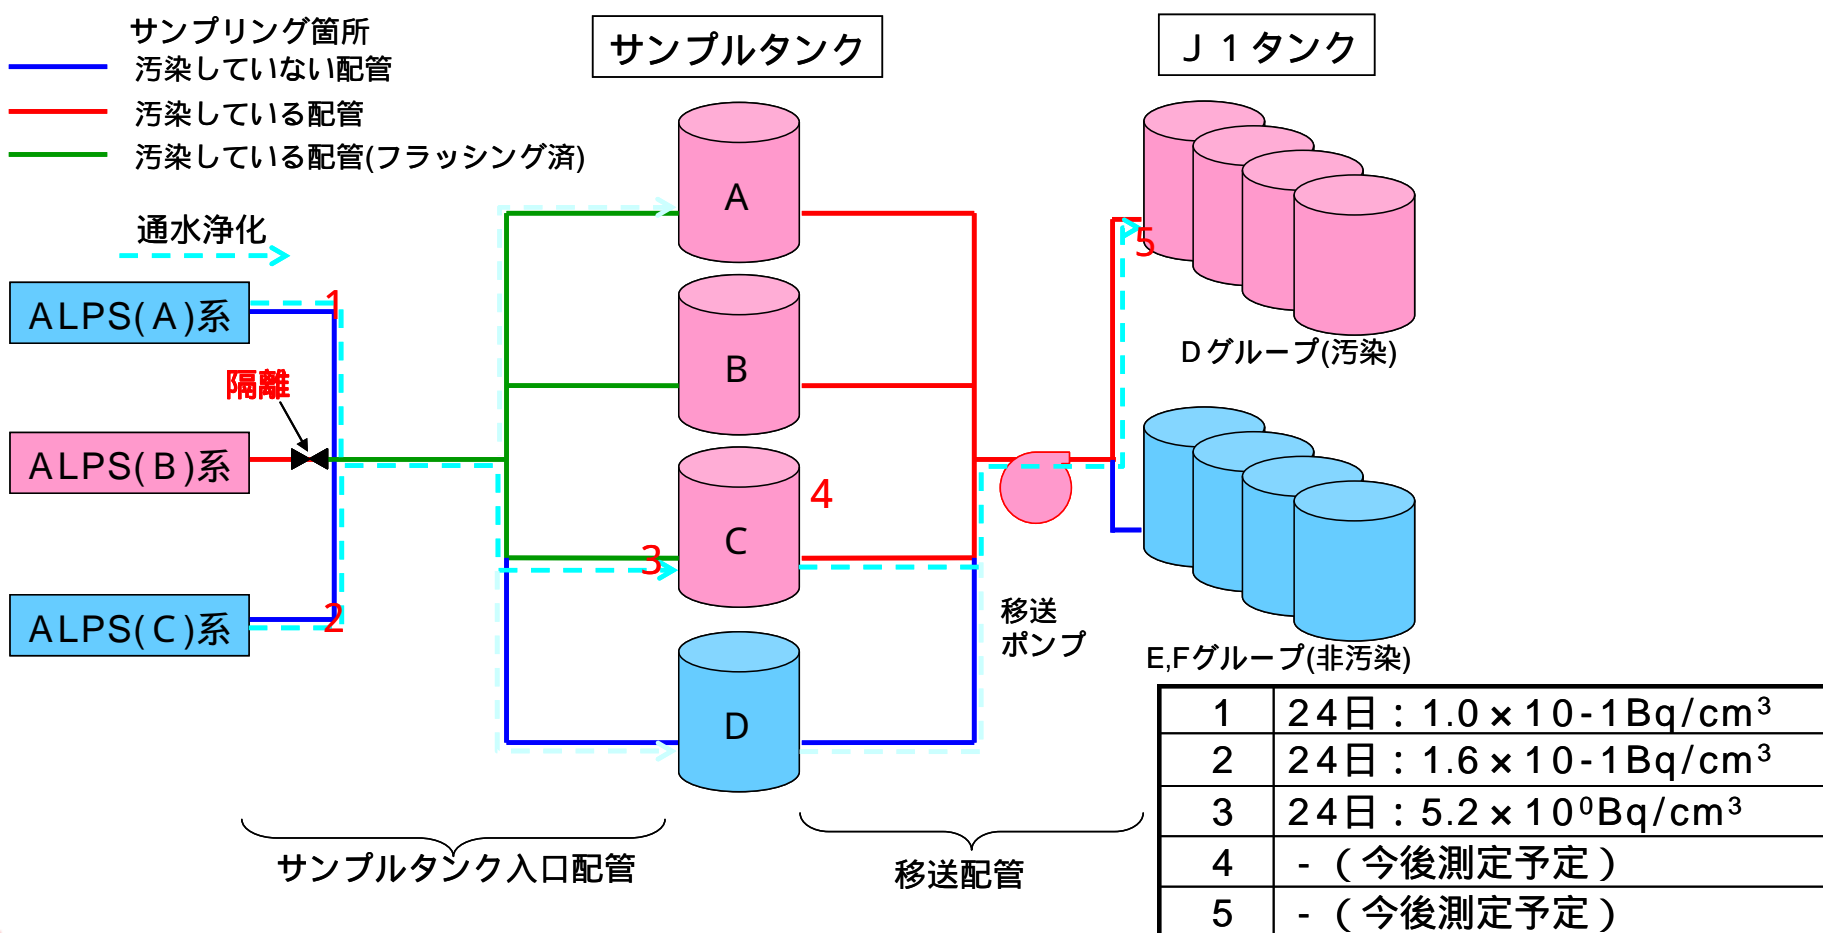 サンプリング箇所
汚染していない配管
汚染している配管
汚染している配管(フラッシング済)
通水浄化
サンプルタンク
J1タンク
ALPS(A)系
1
隔離
ALPS(B)系
ALPS(C)系
2
A
B
C
D
3
4
5
Dグループ(汚染)
E,Fグループ(非汚染)
移送
ポンプ
サンプルタンク入口配管
移送配管
1 24日：1.0×10-1Bq/cm³
2 24日：1.6×10-1Bq/cm³
3 24日：5.2×10⁰Bq/cm³
4 -（今後測定予定）
5 -（今後測定予定）